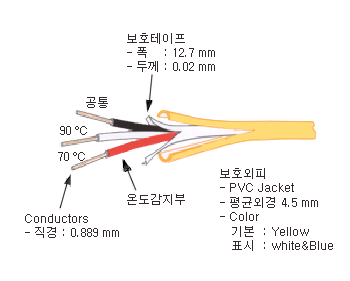 보호테이프
- 폭   : 12.7 mm
- 두께 : 0.02 mm
공통
90 ℃
70 ℃
온도감지부
Conductors
- 직경 : 0.889 mm
보호외피
- PVC Jacket
- 평균외경 4.5 mm
- Color
기본 : Yellow
표시 : white&Blue